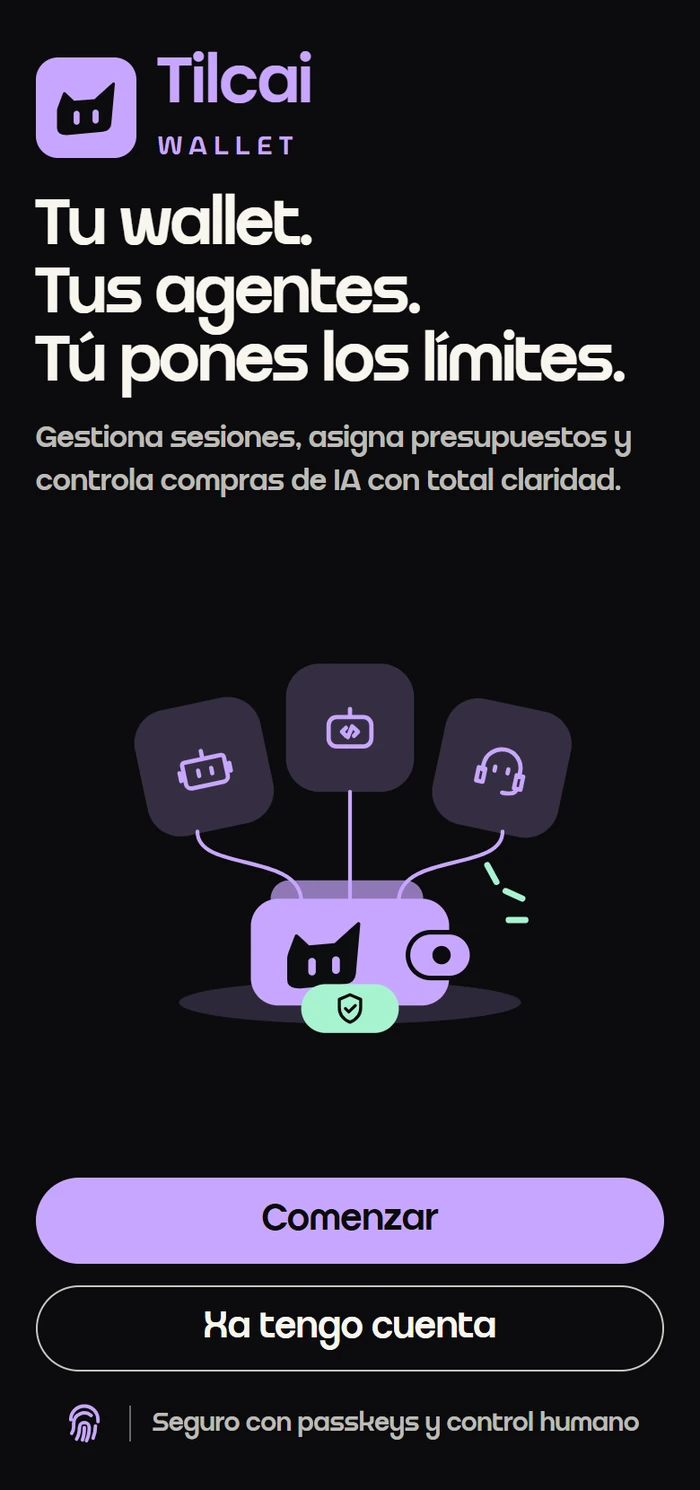 Tilcai
WALLET
Tu wallet.
Tus agentes.
Tú pones los límites.
Gestiona sesiones, asigna presupuestos y
controla compras de IA con total claridad.
Comenzar
Ya tengo cuenta
Seguro con passkeys y control humano